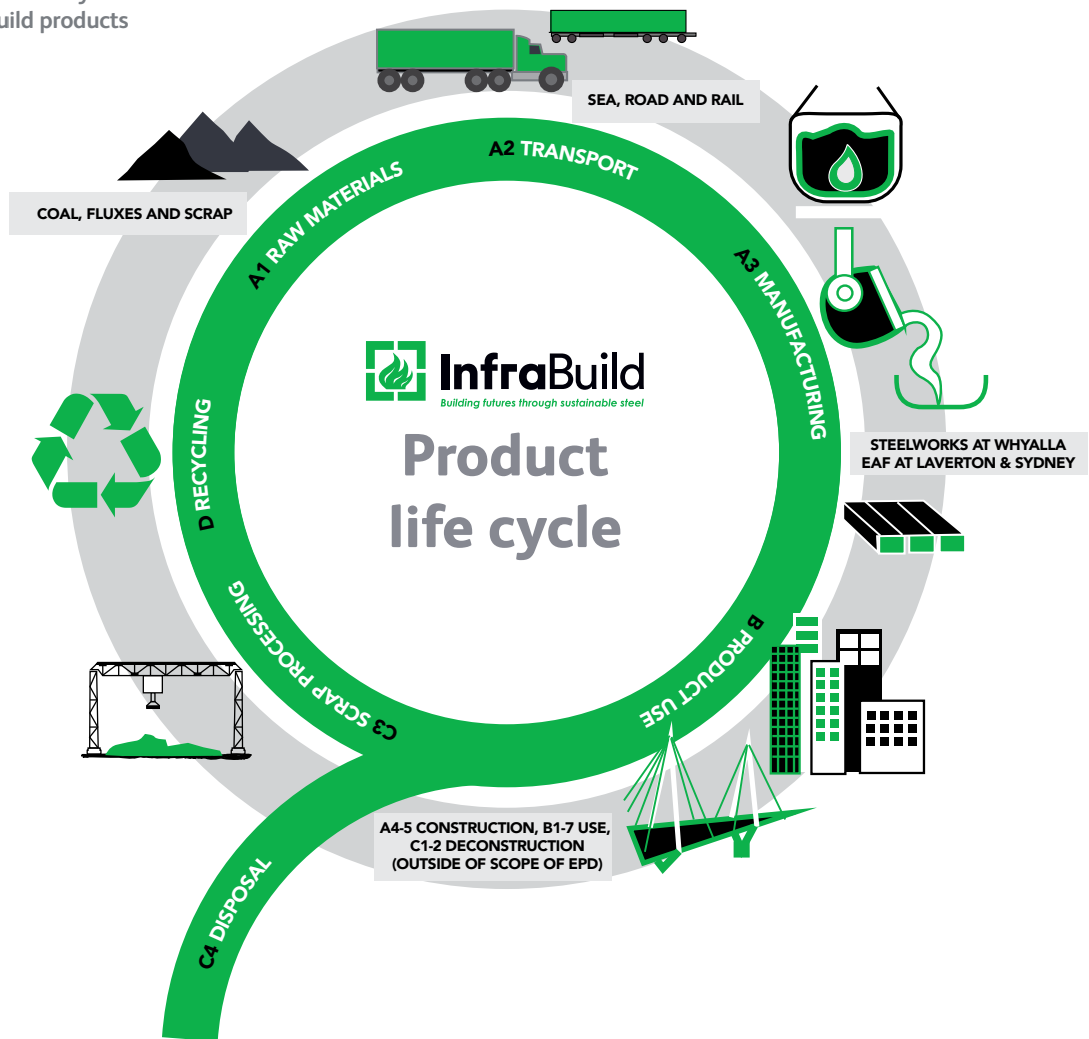 build products
SEA, ROAD AND RAIL
COAL, FLUXES AND SCRAP
A1 RAW MATERIALS
A2 TRANSPORT
A3 MANUFACTURING
InfraBuild
Building futures through sustainable steel
Product
life cycle
STEELWORKS AT WHYALLA
EAF AT LAVERTON & SYDNEY
D RECYCLING
B PRODUCT USE
C3 SCRAP PROCESSING
A4-5 CONSTRUCTION, B1-7 USE,
C1-2 DECONSTRUCTION
(OUTSIDE OF SCOPE OF EPD)
C4 DISPOSAL